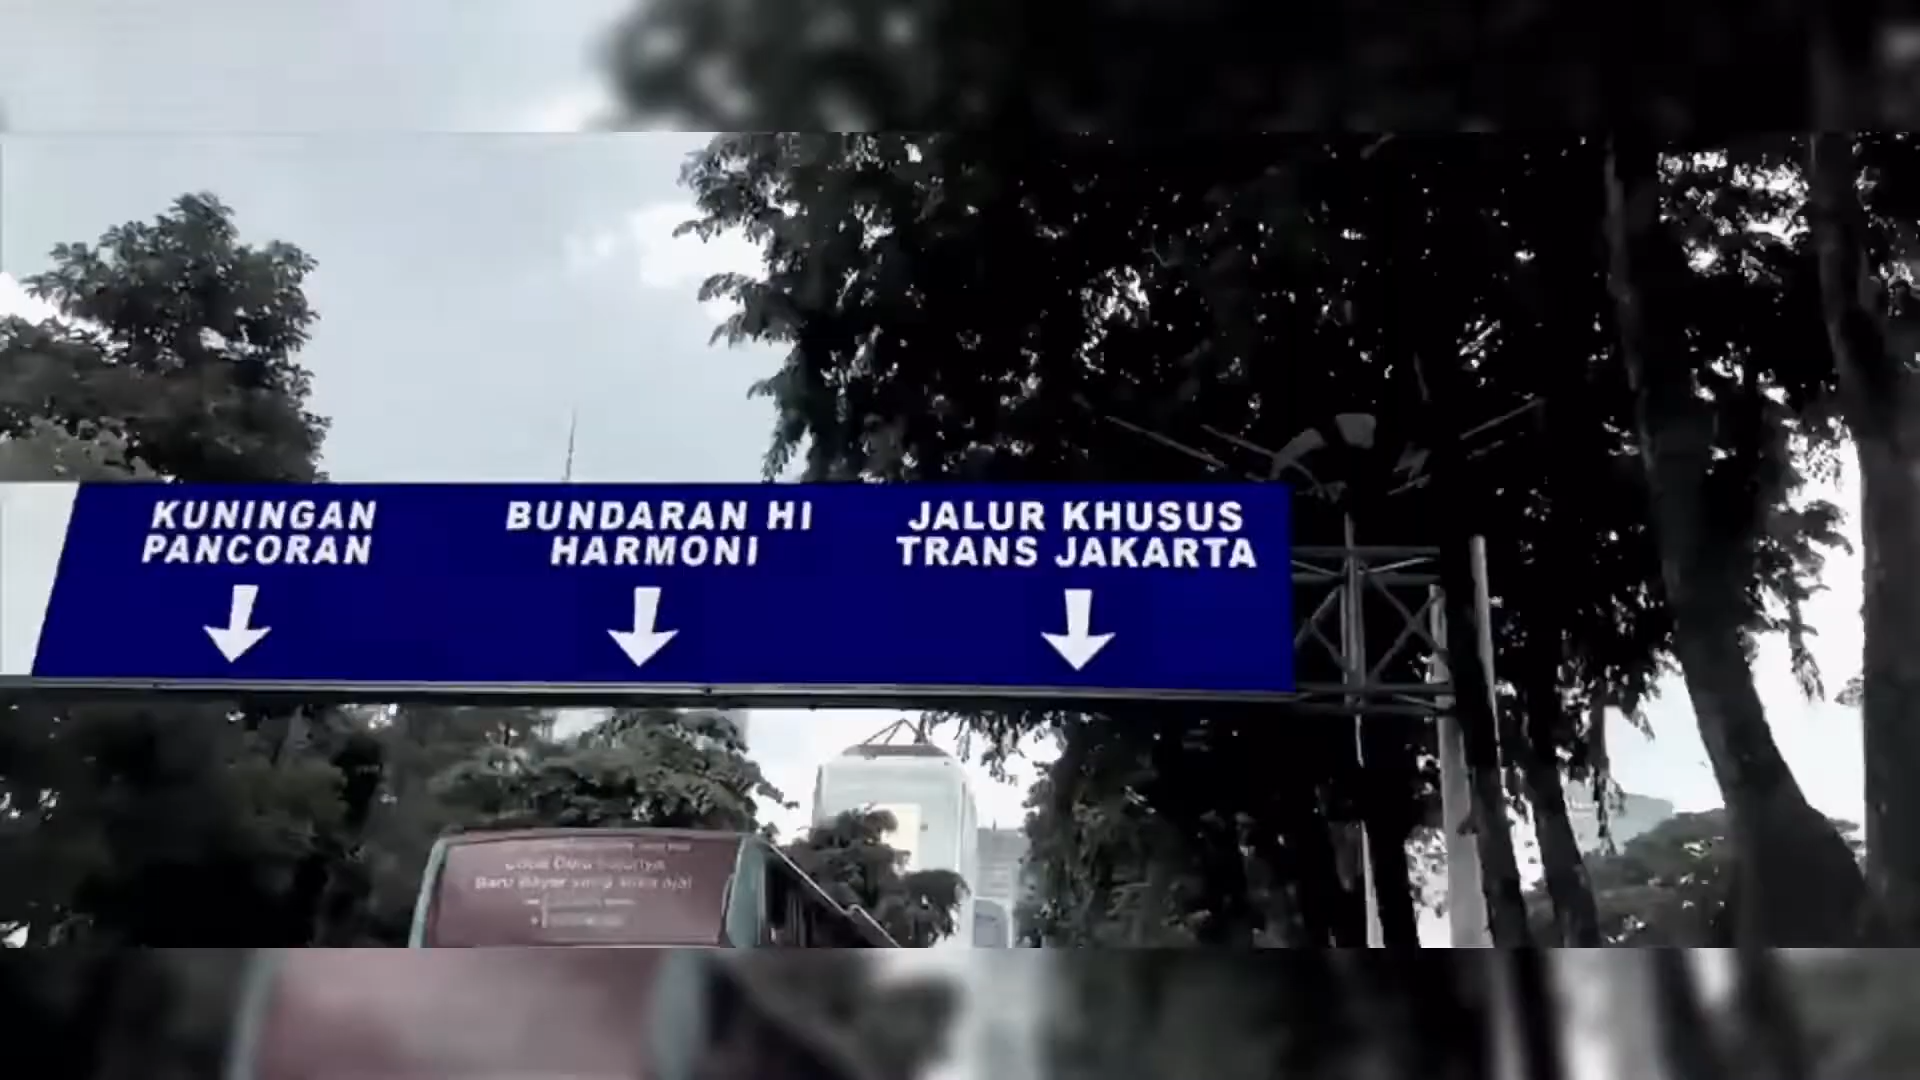 KUNINGAN
PANCORAN
BUNDARAN HI
HARMONI
JALUR KHUSUS
TRANS JAKARTA